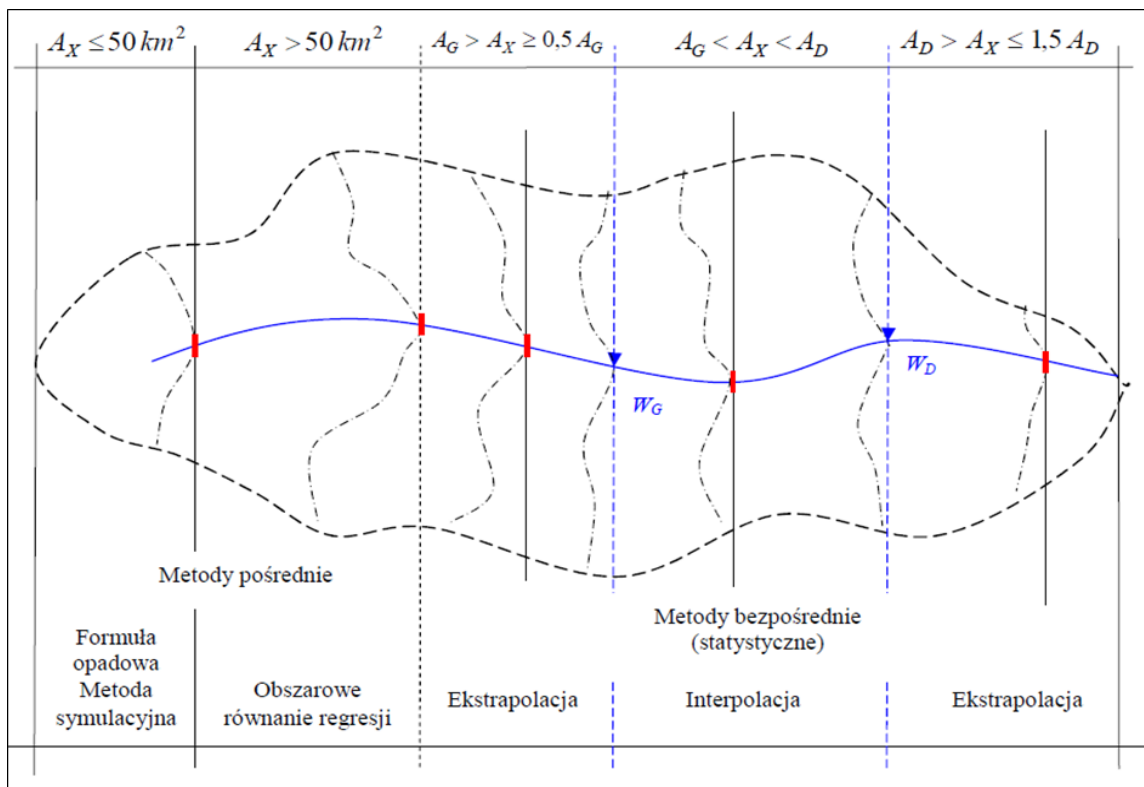 A_X ≤ 50 km²
A_X > 50 km²
A_G > A_X ≥ 0,5 A_G
A_G < A_X < A_D
A_D > A_X ≤ 1,5 A_D
W_G
W_D
Metody pośrednie
Metody bezpośrednie
(statystyczne)
Formuła
opadowa
Metoda
symulacyjna
Obszarowe
równanie regresji
Ekstrapolacja
Interpolacja
Ekstrapolacja